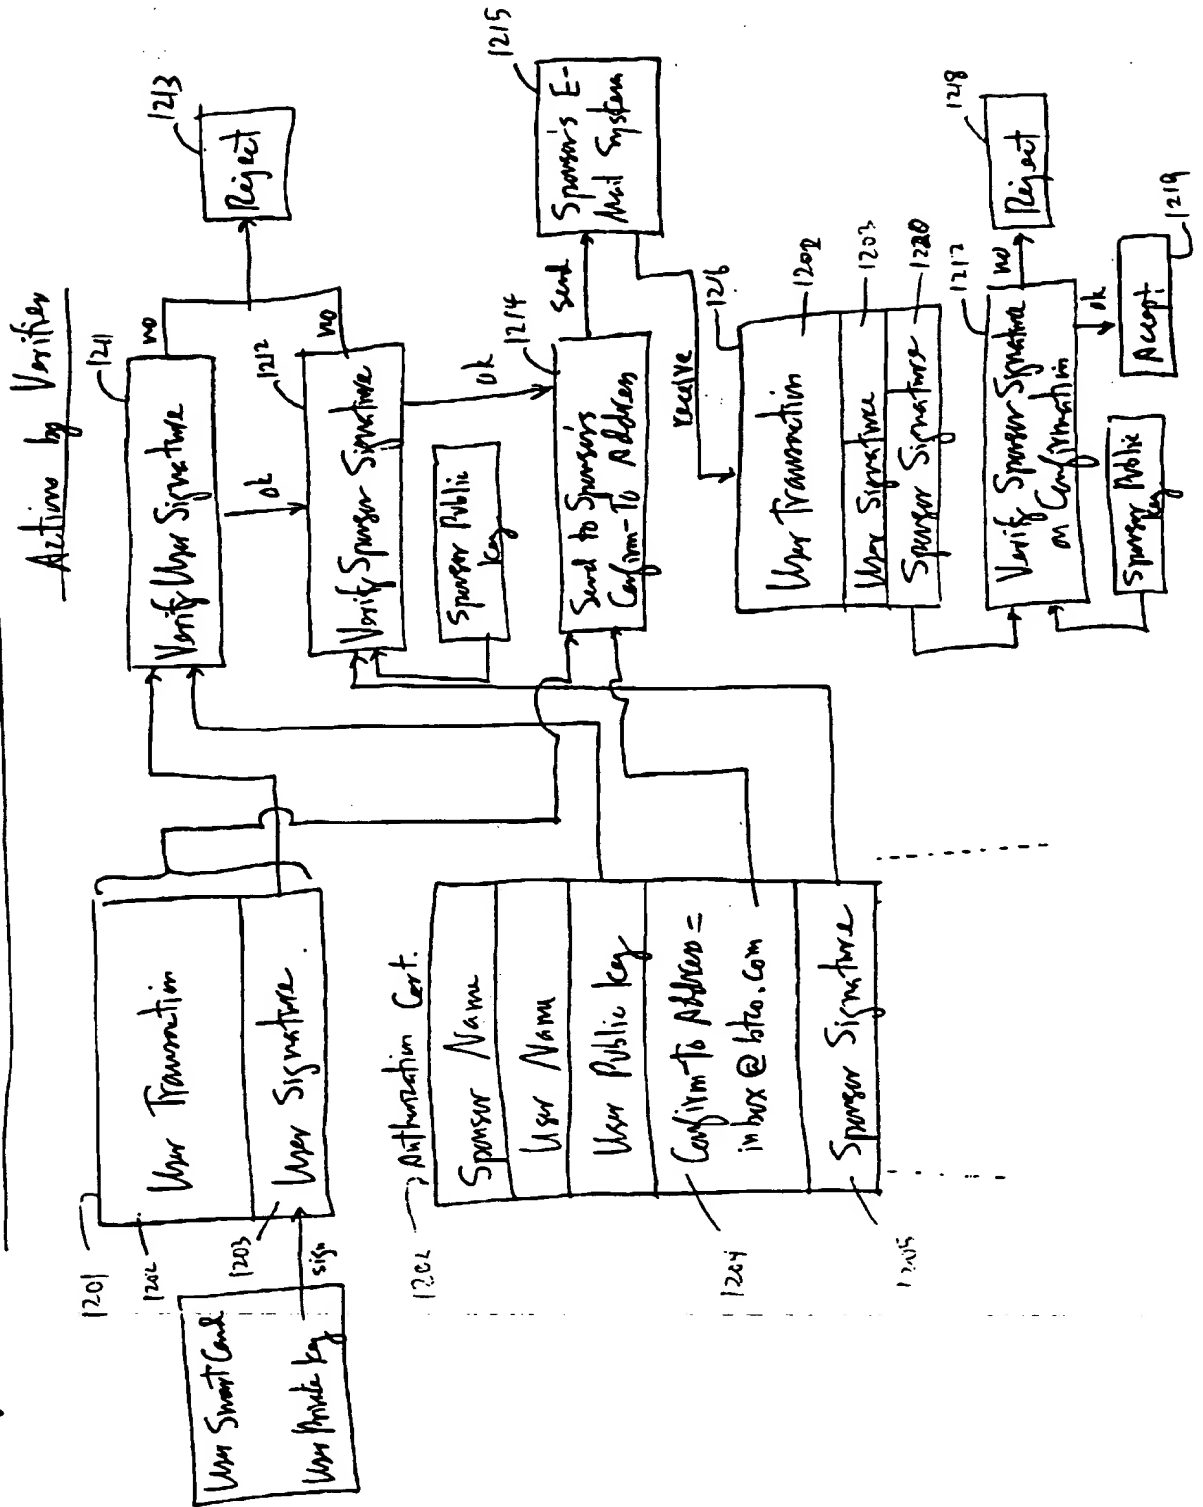 Action by Verifier
1201
User Transaction
1202
1203
User Signature
sign
User Smart Card
User Private Key
1202
Authorization Cert.
Sponsor Name
User Name
User Public Key
Confirm-To Address =
inbox@btco.com
1204
Sponsor Signature
1205
1211
Verify User Signature
no
ok
1213
Reject
1212
Verify Sponsor Signature
no
ok
Sponsor Public
Key
1214
Send to Sponsor's
Confirm-To Address
send
1215
Sponsor's E-
Mail System
receive
1216
User Transaction
1202
User Signature
1203
Sponsor Signature
1220
1217
Verify Sponsor Signature
on Confirmation
no
1218
Reject
ok
Accept
1219
Sponsor Public
Key